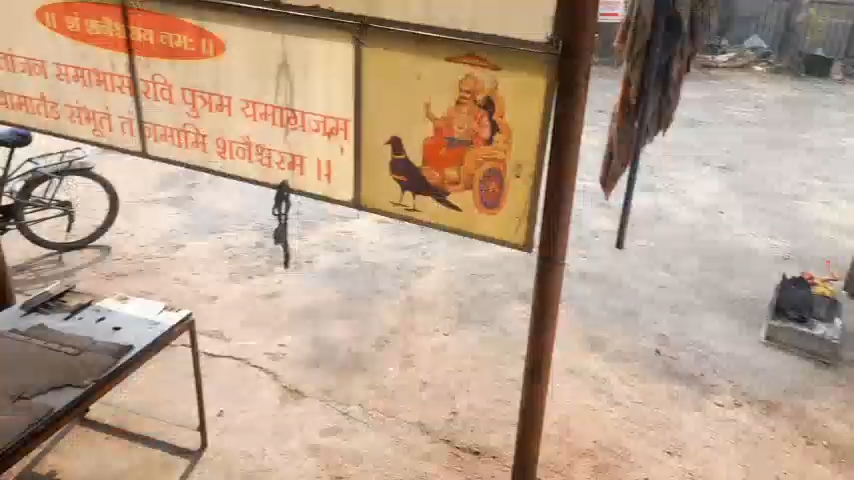 ॥ शं शनैश्चराय नमः ॥
समाभासं रवि पुत्रम यमाग्रजम्
संभूतं तं नमामि शनैश्चरम ॥